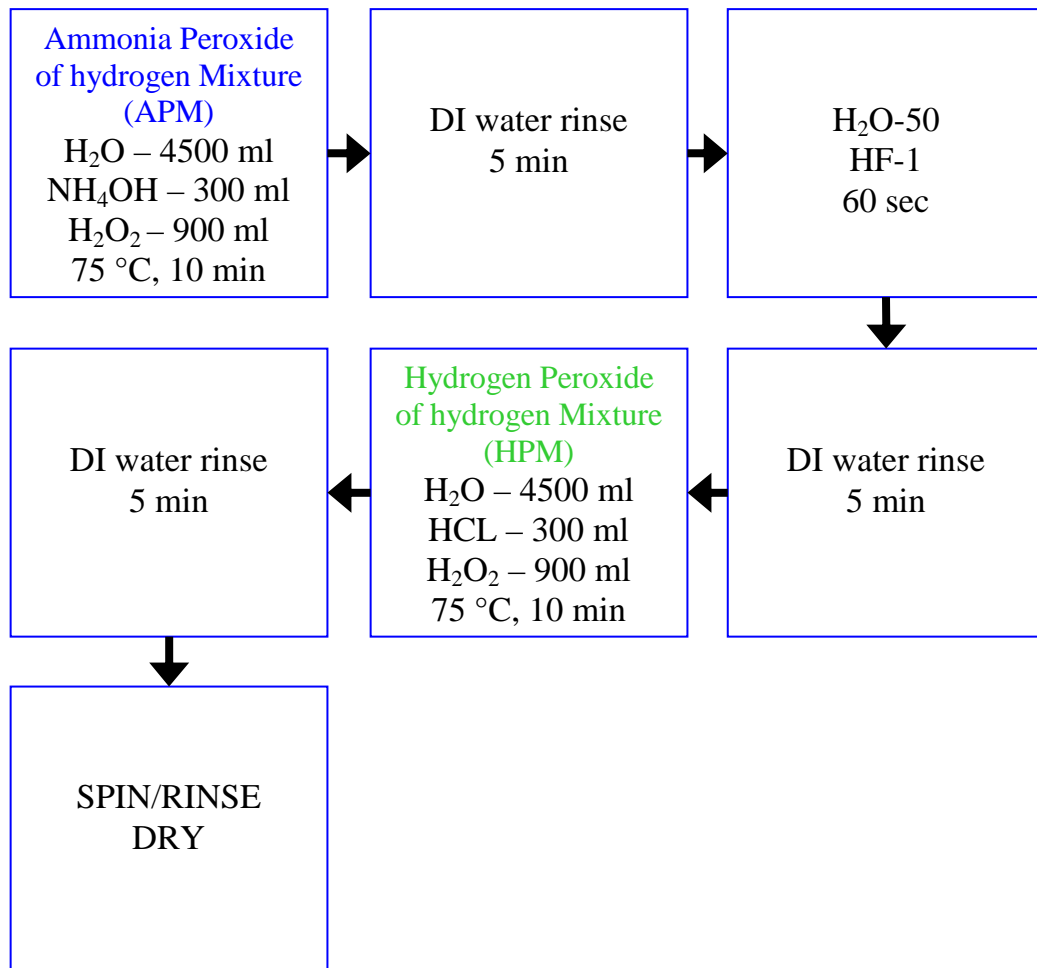 Ammonia Peroxide
of hydrogen Mixture
(APM)
H₂O – 4500 ml
NH₄OH – 300 ml
H₂O₂ – 900 ml
75 °C, 10 min
DI water rinse
5 min
H₂O-50
HF-1
60 sec
DI water rinse
5 min
Hydrogen Peroxide
of hydrogen Mixture
(HPM)
H₂O – 4500 ml
HCL – 300 ml
H₂O₂ – 900 ml
75 °C, 10 min
DI water rinse
5 min
SPIN/RINSE
DRY